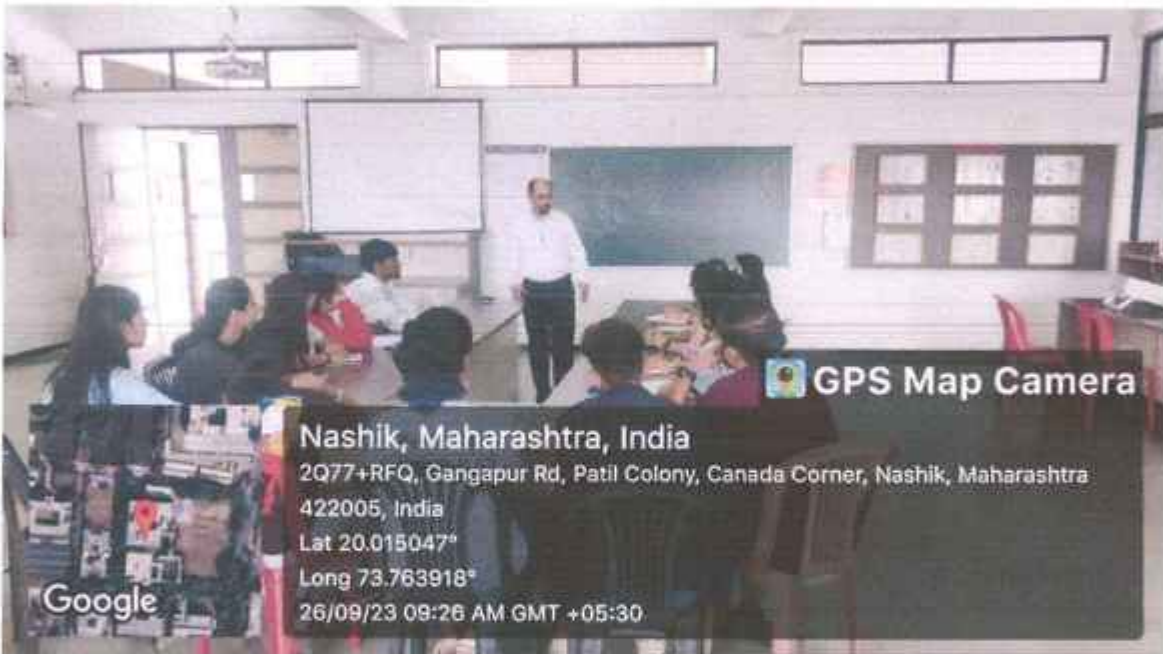 GPS Map Camera
Nashik, Maharashtra, India
2Q77+RFQ, Gangapur Rd, Patil Colony, Canada Corner, Nashik, Maharashtra
422005, India
Lat 20.015047°
Long 73.763918°
26/09/23 09:26 AM GMT +05:30
Google